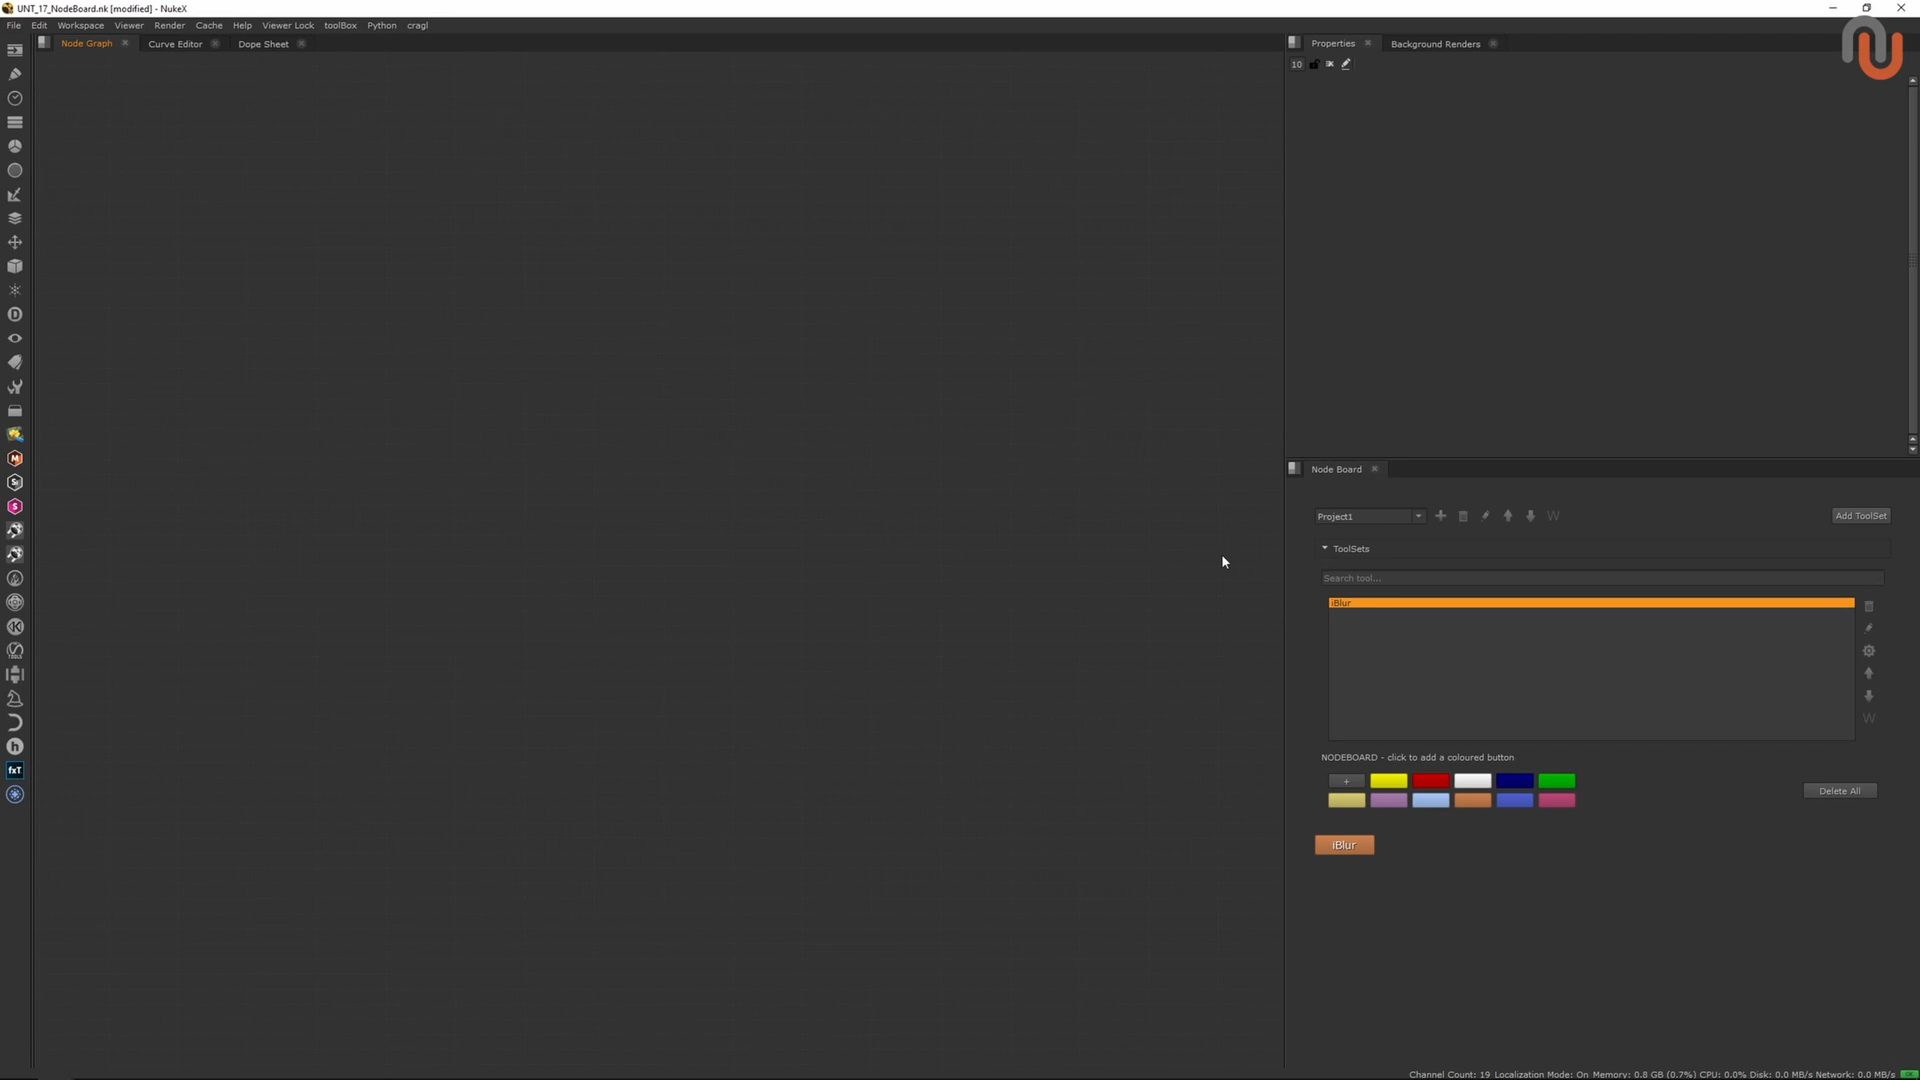 UNT_17_NodeBoard.nk [modified] - NukeX
File Edit Workspace Viewer Render Cache Help Viewer Lock toolBox Python cragl
Node Graph Curve Editor Dope Sheet
Properties Background Renders
10
Node Board
Project1 W Add ToolSet
ToolSets
Search tool...
iBlur
W
NODEBOARD - click to add a coloured button
+
Delete All
iBlur
D
M
S
S
K
TOOLS
h
fxT
Channel Count: 19 Localization Mode: On Memory: 0.8 GB (0.7%) CPU: 0.0% Disk: 0.0 MB/s Network: 0.0 MB/s